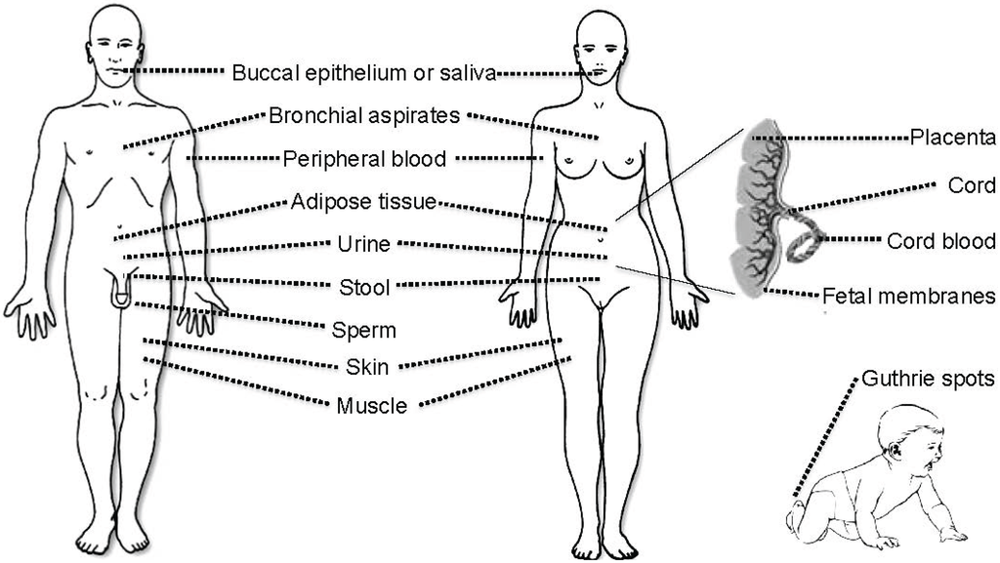 Buccal epithelium or saliva
Bronchial aspirates
Peripheral blood
Adipose tissue
Urine
Stool
Sperm
Skin
Muscle
Placenta
Cord
Cord blood
Fetal membranes
Guthrie spots